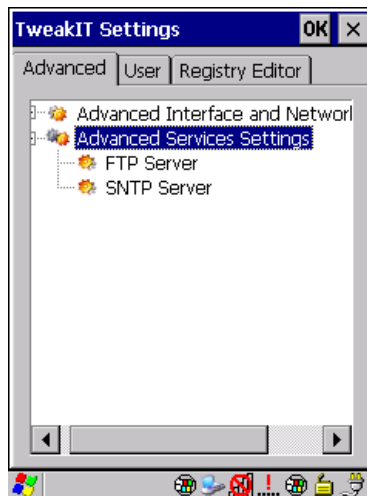 TweakIT Settings OK ×
Advanced User Registry Editor
Advanced Interface and Networl
Advanced Services Settings
FTP Server
SNTP Server